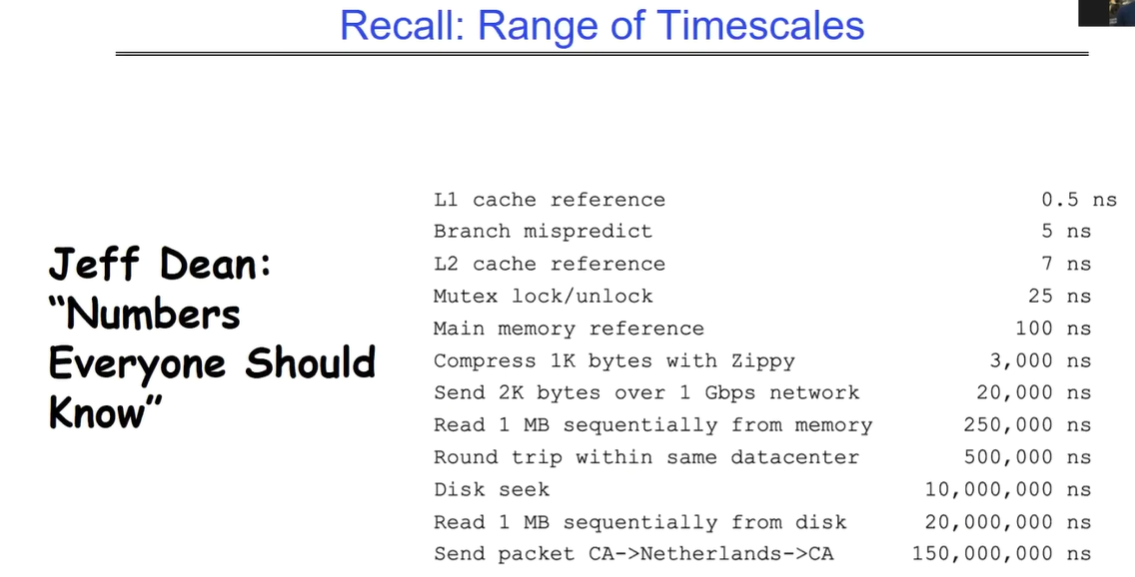 Recall: Range of Timescales
Jeff Dean:
“Numbers
Everyone Should
Know”
L1 cache reference 0.5 ns
Branch mispredict 5 ns
L2 cache reference 7 ns
Mutex lock/unlock 25 ns
Main memory reference 100 ns
Compress 1K bytes with Zippy 3,000 ns
Send 2K bytes over 1 Gbps network 20,000 ns
Read 1 MB sequentially from memory 250,000 ns
Round trip within same datacenter 500,000 ns
Disk seek 10,000,000 ns
Read 1 MB sequentially from disk 20,000,000 ns
Send packet CA->Netherlands->CA 150,000,000 ns